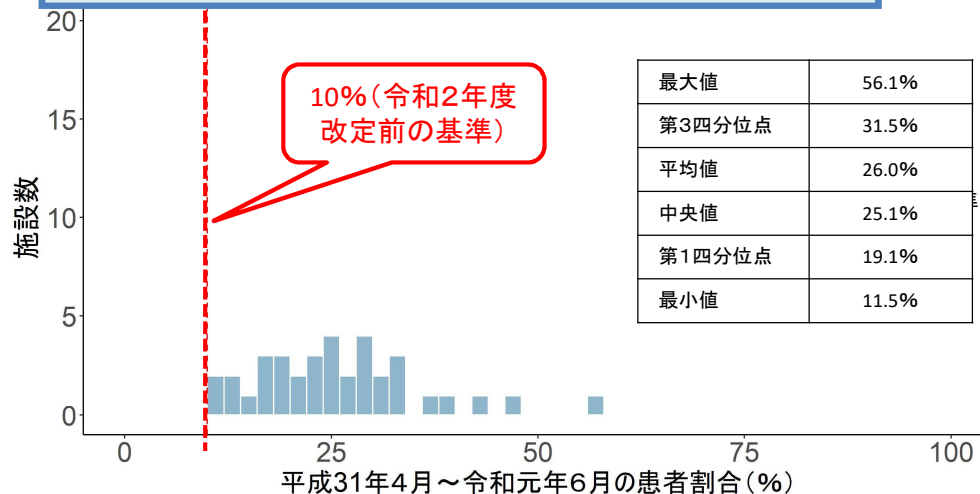 20
15
10
5
0
施設数
10%(令和2年度
改定前の基準)
最大値 56.1%
第3四分位点 31.5%
平均値 26.0%
中央値 25.1%
第1四分位点 19.1%
最小値 11.5%
0 25 50 75 100
平成31年4月~令和元年6月の患者割合(%)